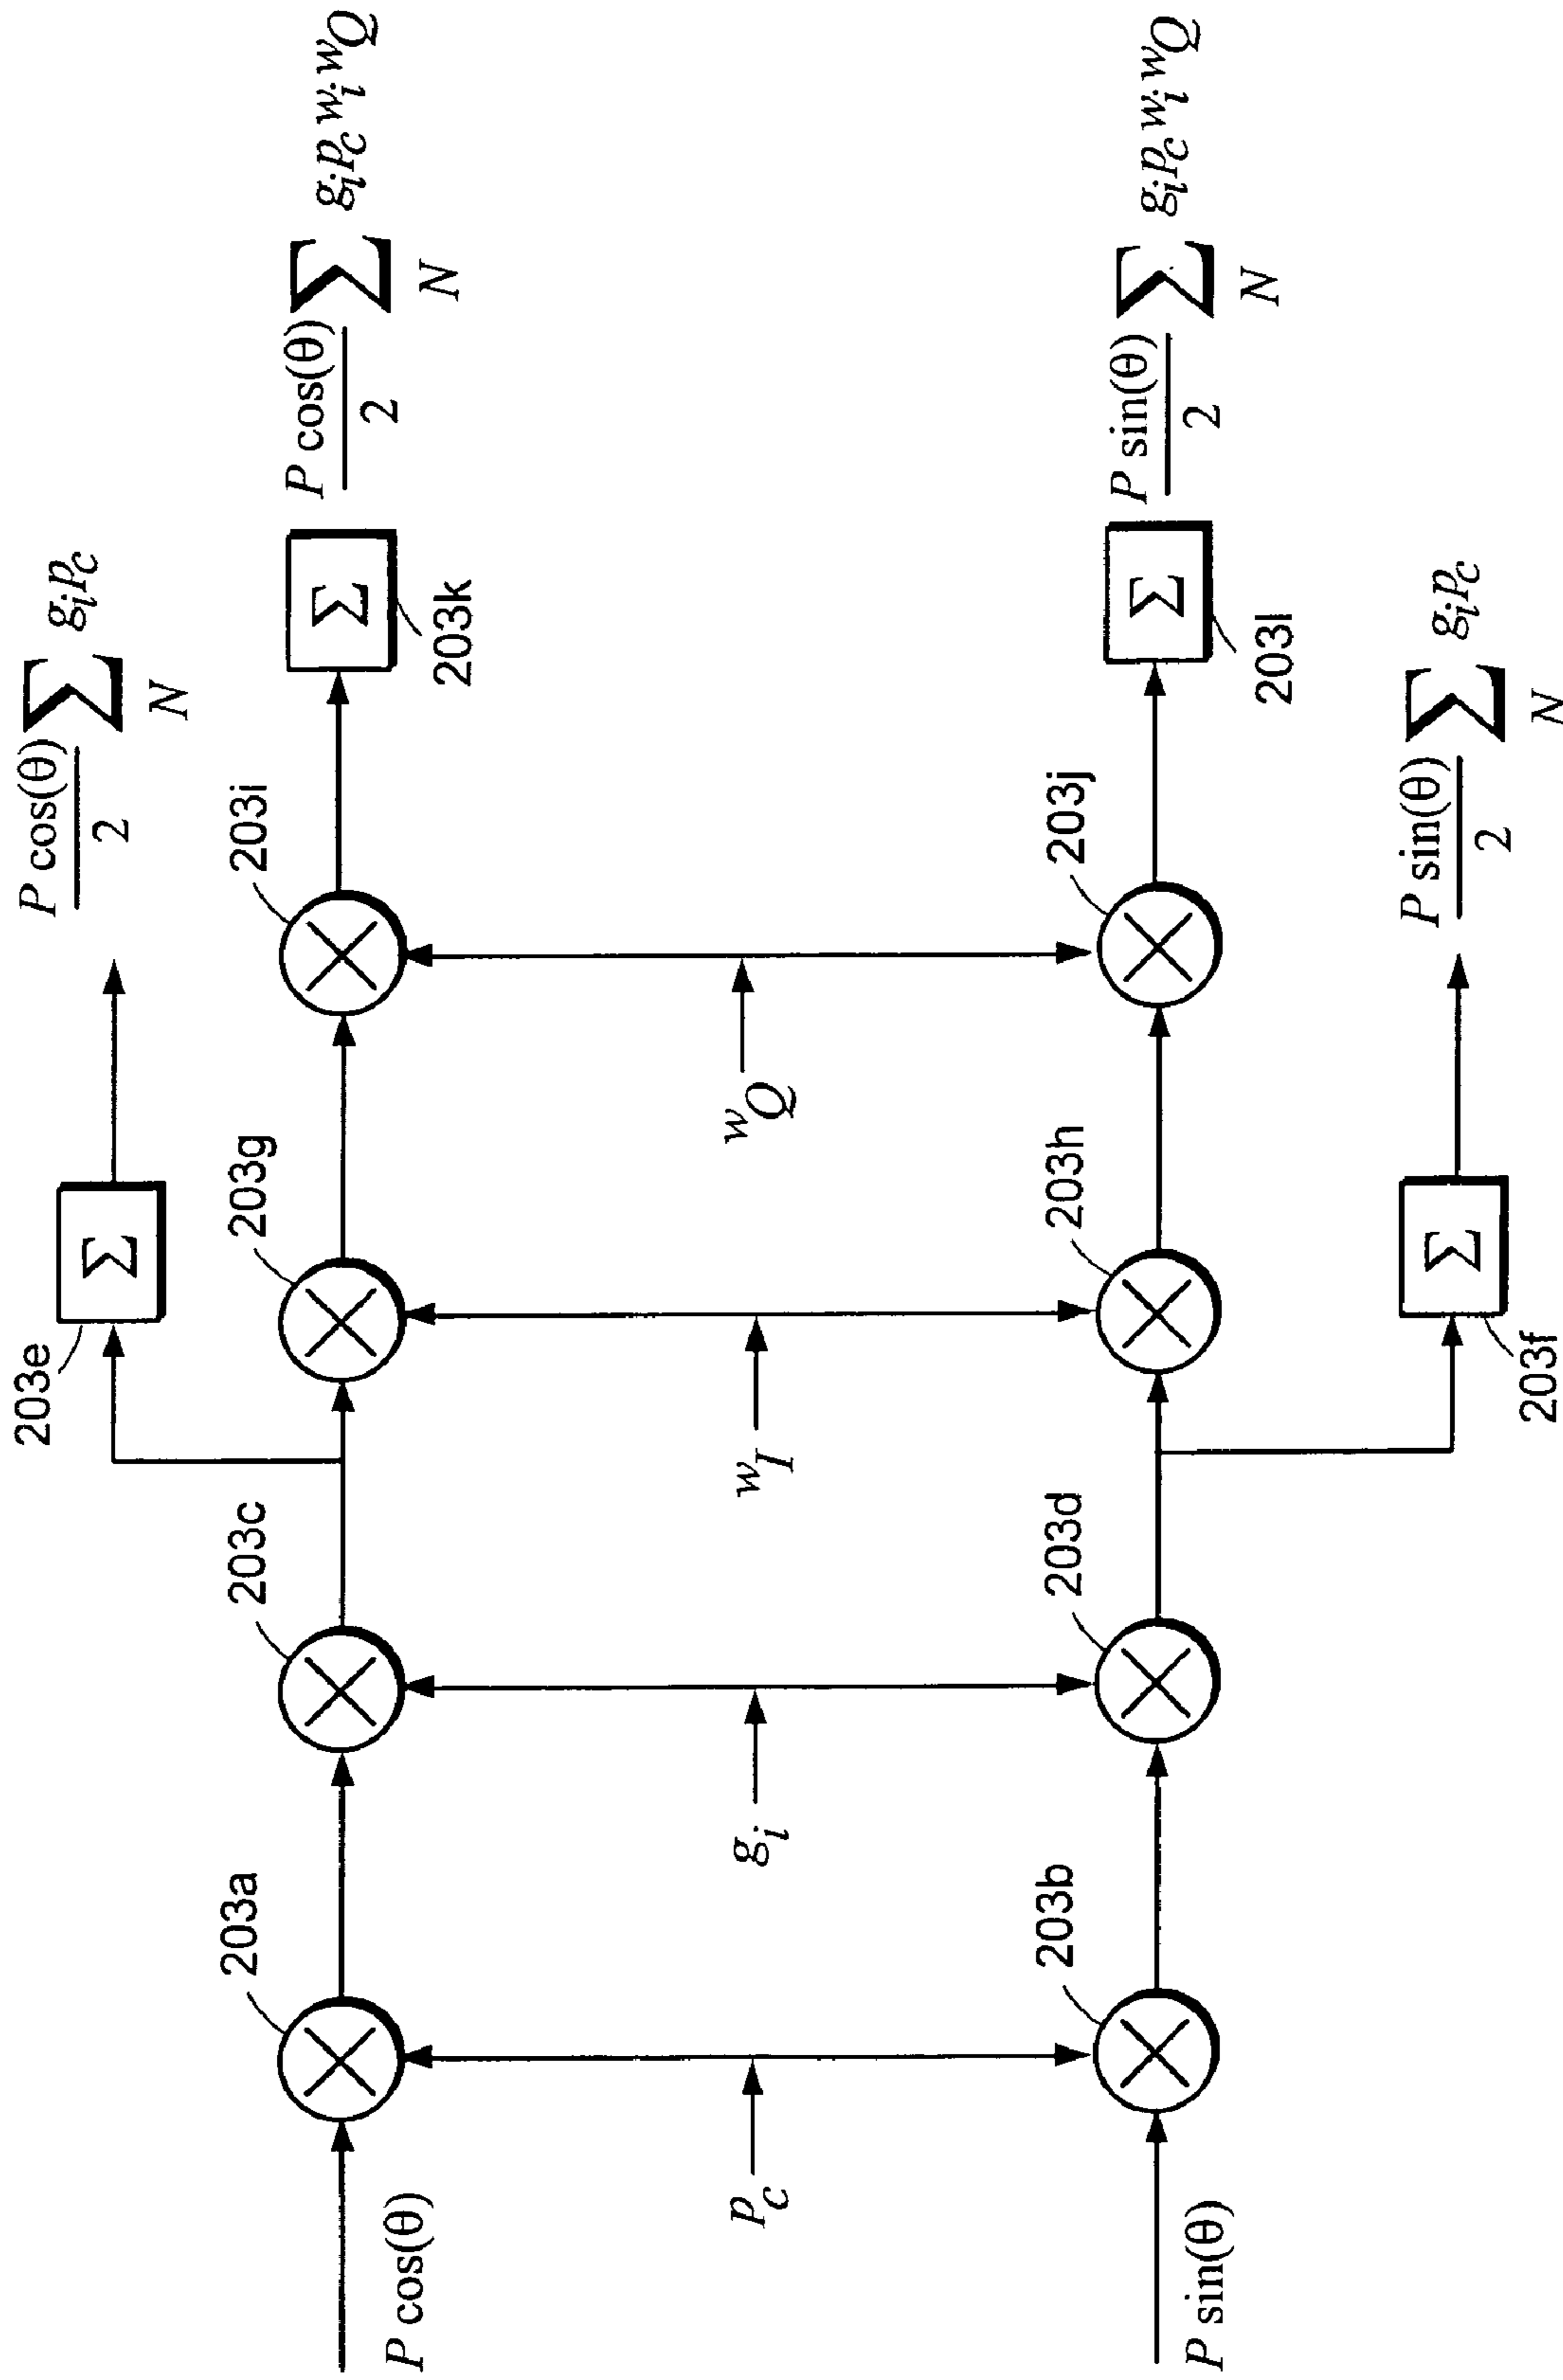 P cos(θ)
P sin(θ)
203a
203b
p_c
203c
203d
g_i
203e
Σ
203f
Σ
203g
203h
w_I
203i
203j
w_Q
203k
Σ
203l
Σ
P cos(θ)/2 Σ_N g_i p_c
P cos(θ)/2 Σ_N g_i p_c w_i w_Q
P sin(θ)/2 Σ_N g_i p_c w_i w_Q
P sin(θ)/2 Σ_N g_i p_c